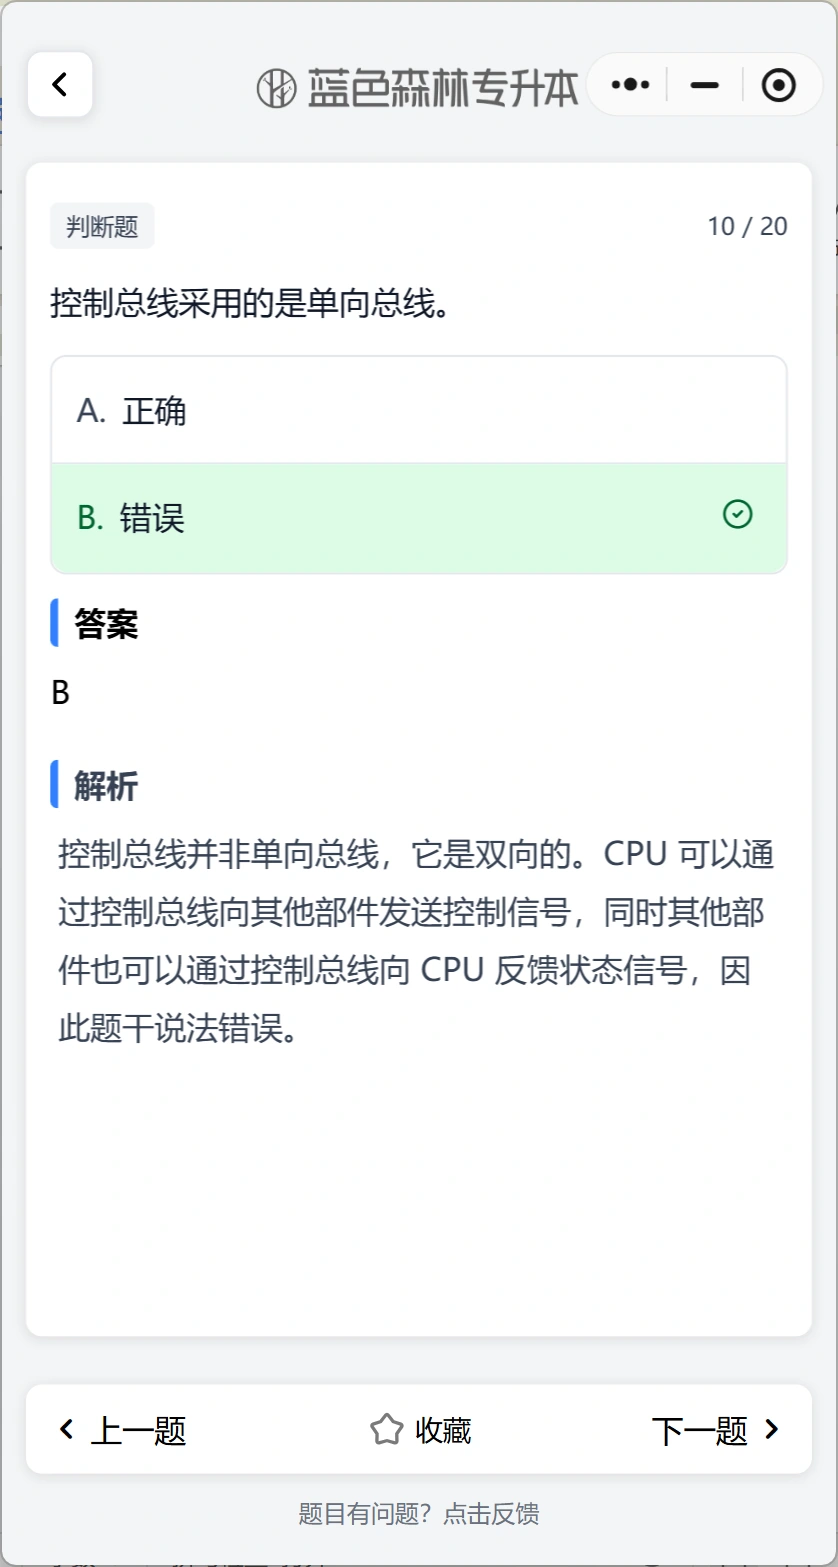 蓝色森林专升本
判断题
10 / 20
控制总线采用的是单向总线。
A. 正确
B. 错误
答案
B
解析
控制总线并非单向总线，它是双向的。CPU 可以通
过控制总线向其他部件发送控制信号，同时其他部
件也可以通过控制总线向 CPU 反馈状态信号，因
此题干说法错误。
上一题
收藏
下一题
题目有问题？点击反馈